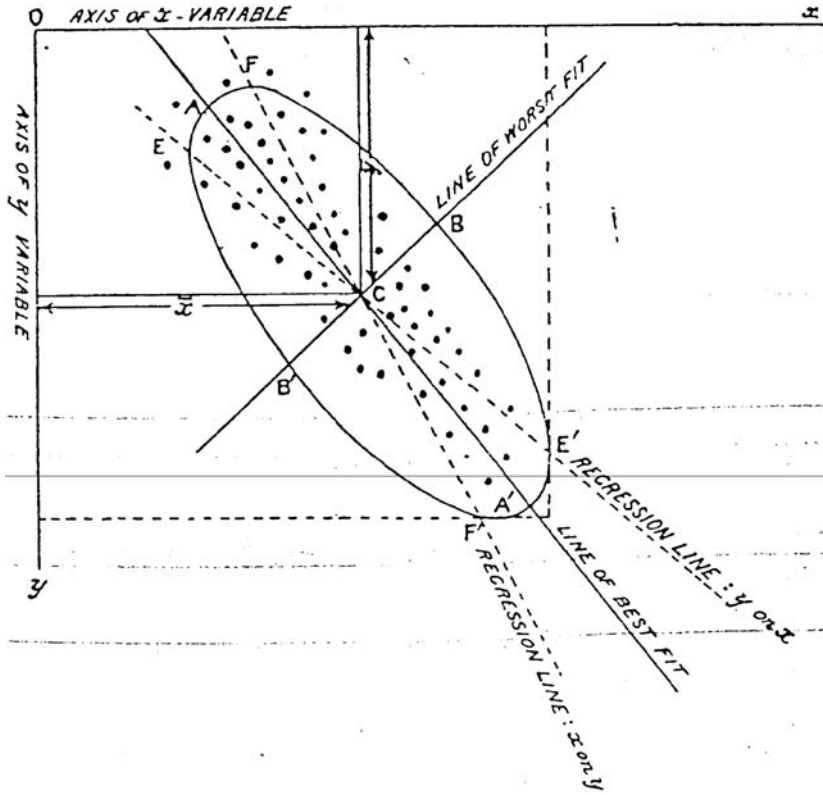 O AXIS OF x-VARIABLE x
AXIS OF y VARIABLE
F
A
E
LINE OF WORST FIT
B
ȳ
C
x̄
B'
E'
A'
F'
y
REGRESSION LINE: y on x
LINE OF BEST FIT
REGRESSION LINE: x on y